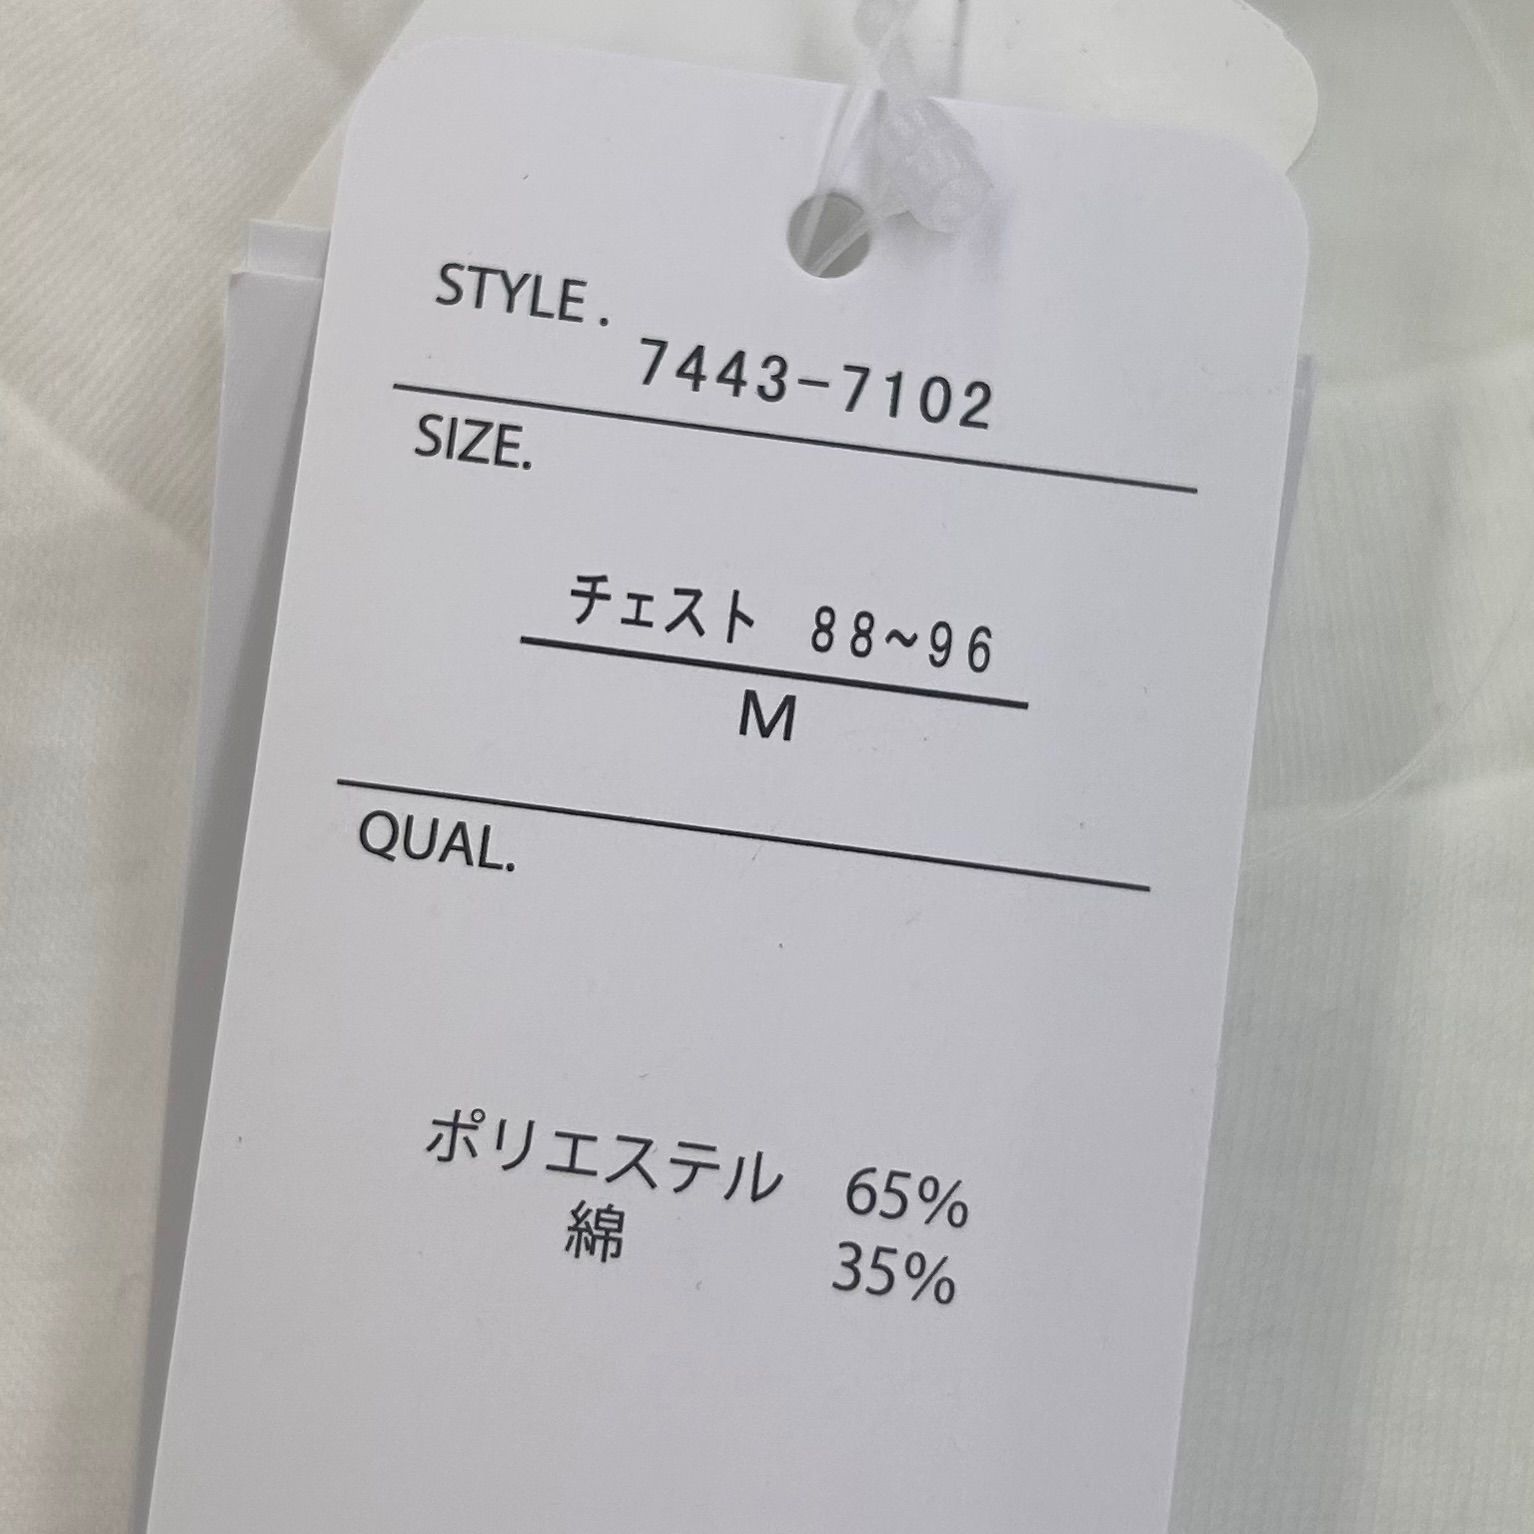 STYLE.
7443-7102
SIZE.
チェスト 88~96
M
QUAL.
ポリエステル 65%
綿 35%